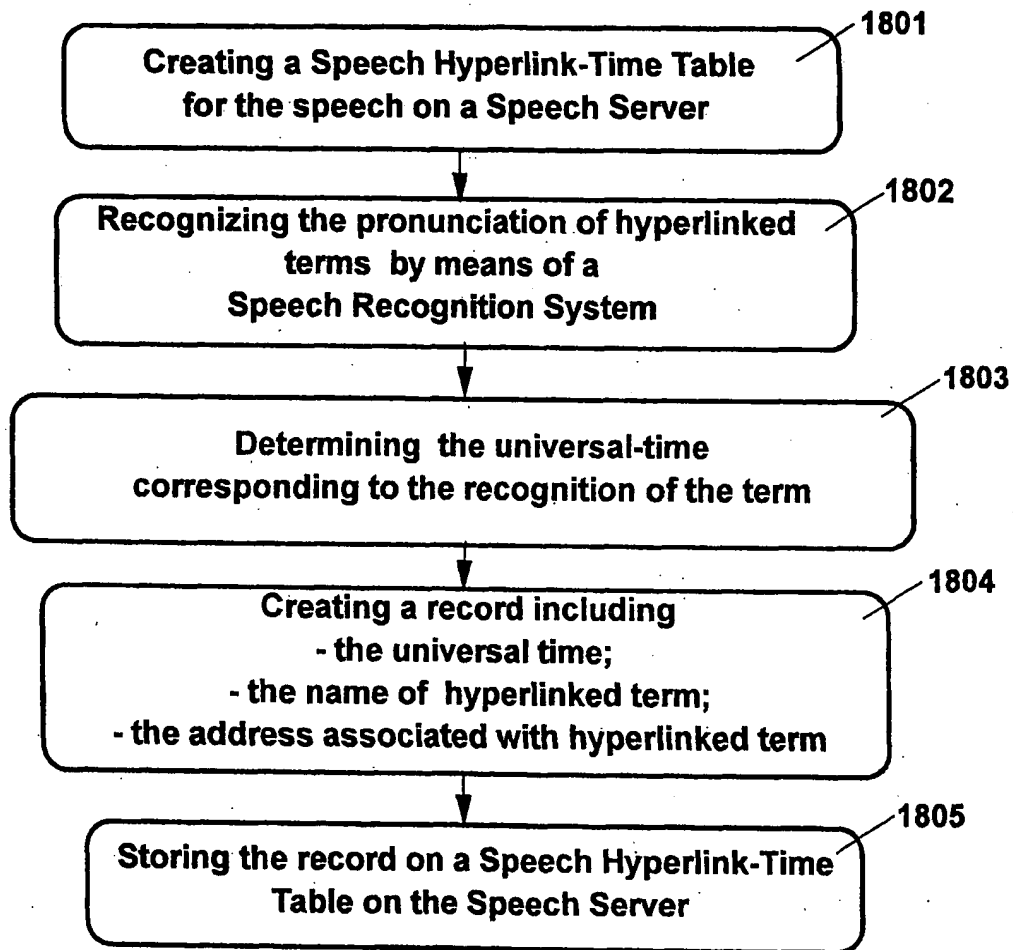 1801
Creating a Speech Hyperlink-Time Table
for the speech on a Speech Server
1802
Recognizing the pronunciation of hyperlinked
terms by means of a
Speech Recognition System
1803
Determining the universal-time
corresponding to the recognition of the term
1804
Creating a record including
- the universal time;
- the name of hyperlinked term;
- the address associated with hyperlinked term
1805
Storing the record on a Speech Hyperlink-Time
Table on the Speech Server